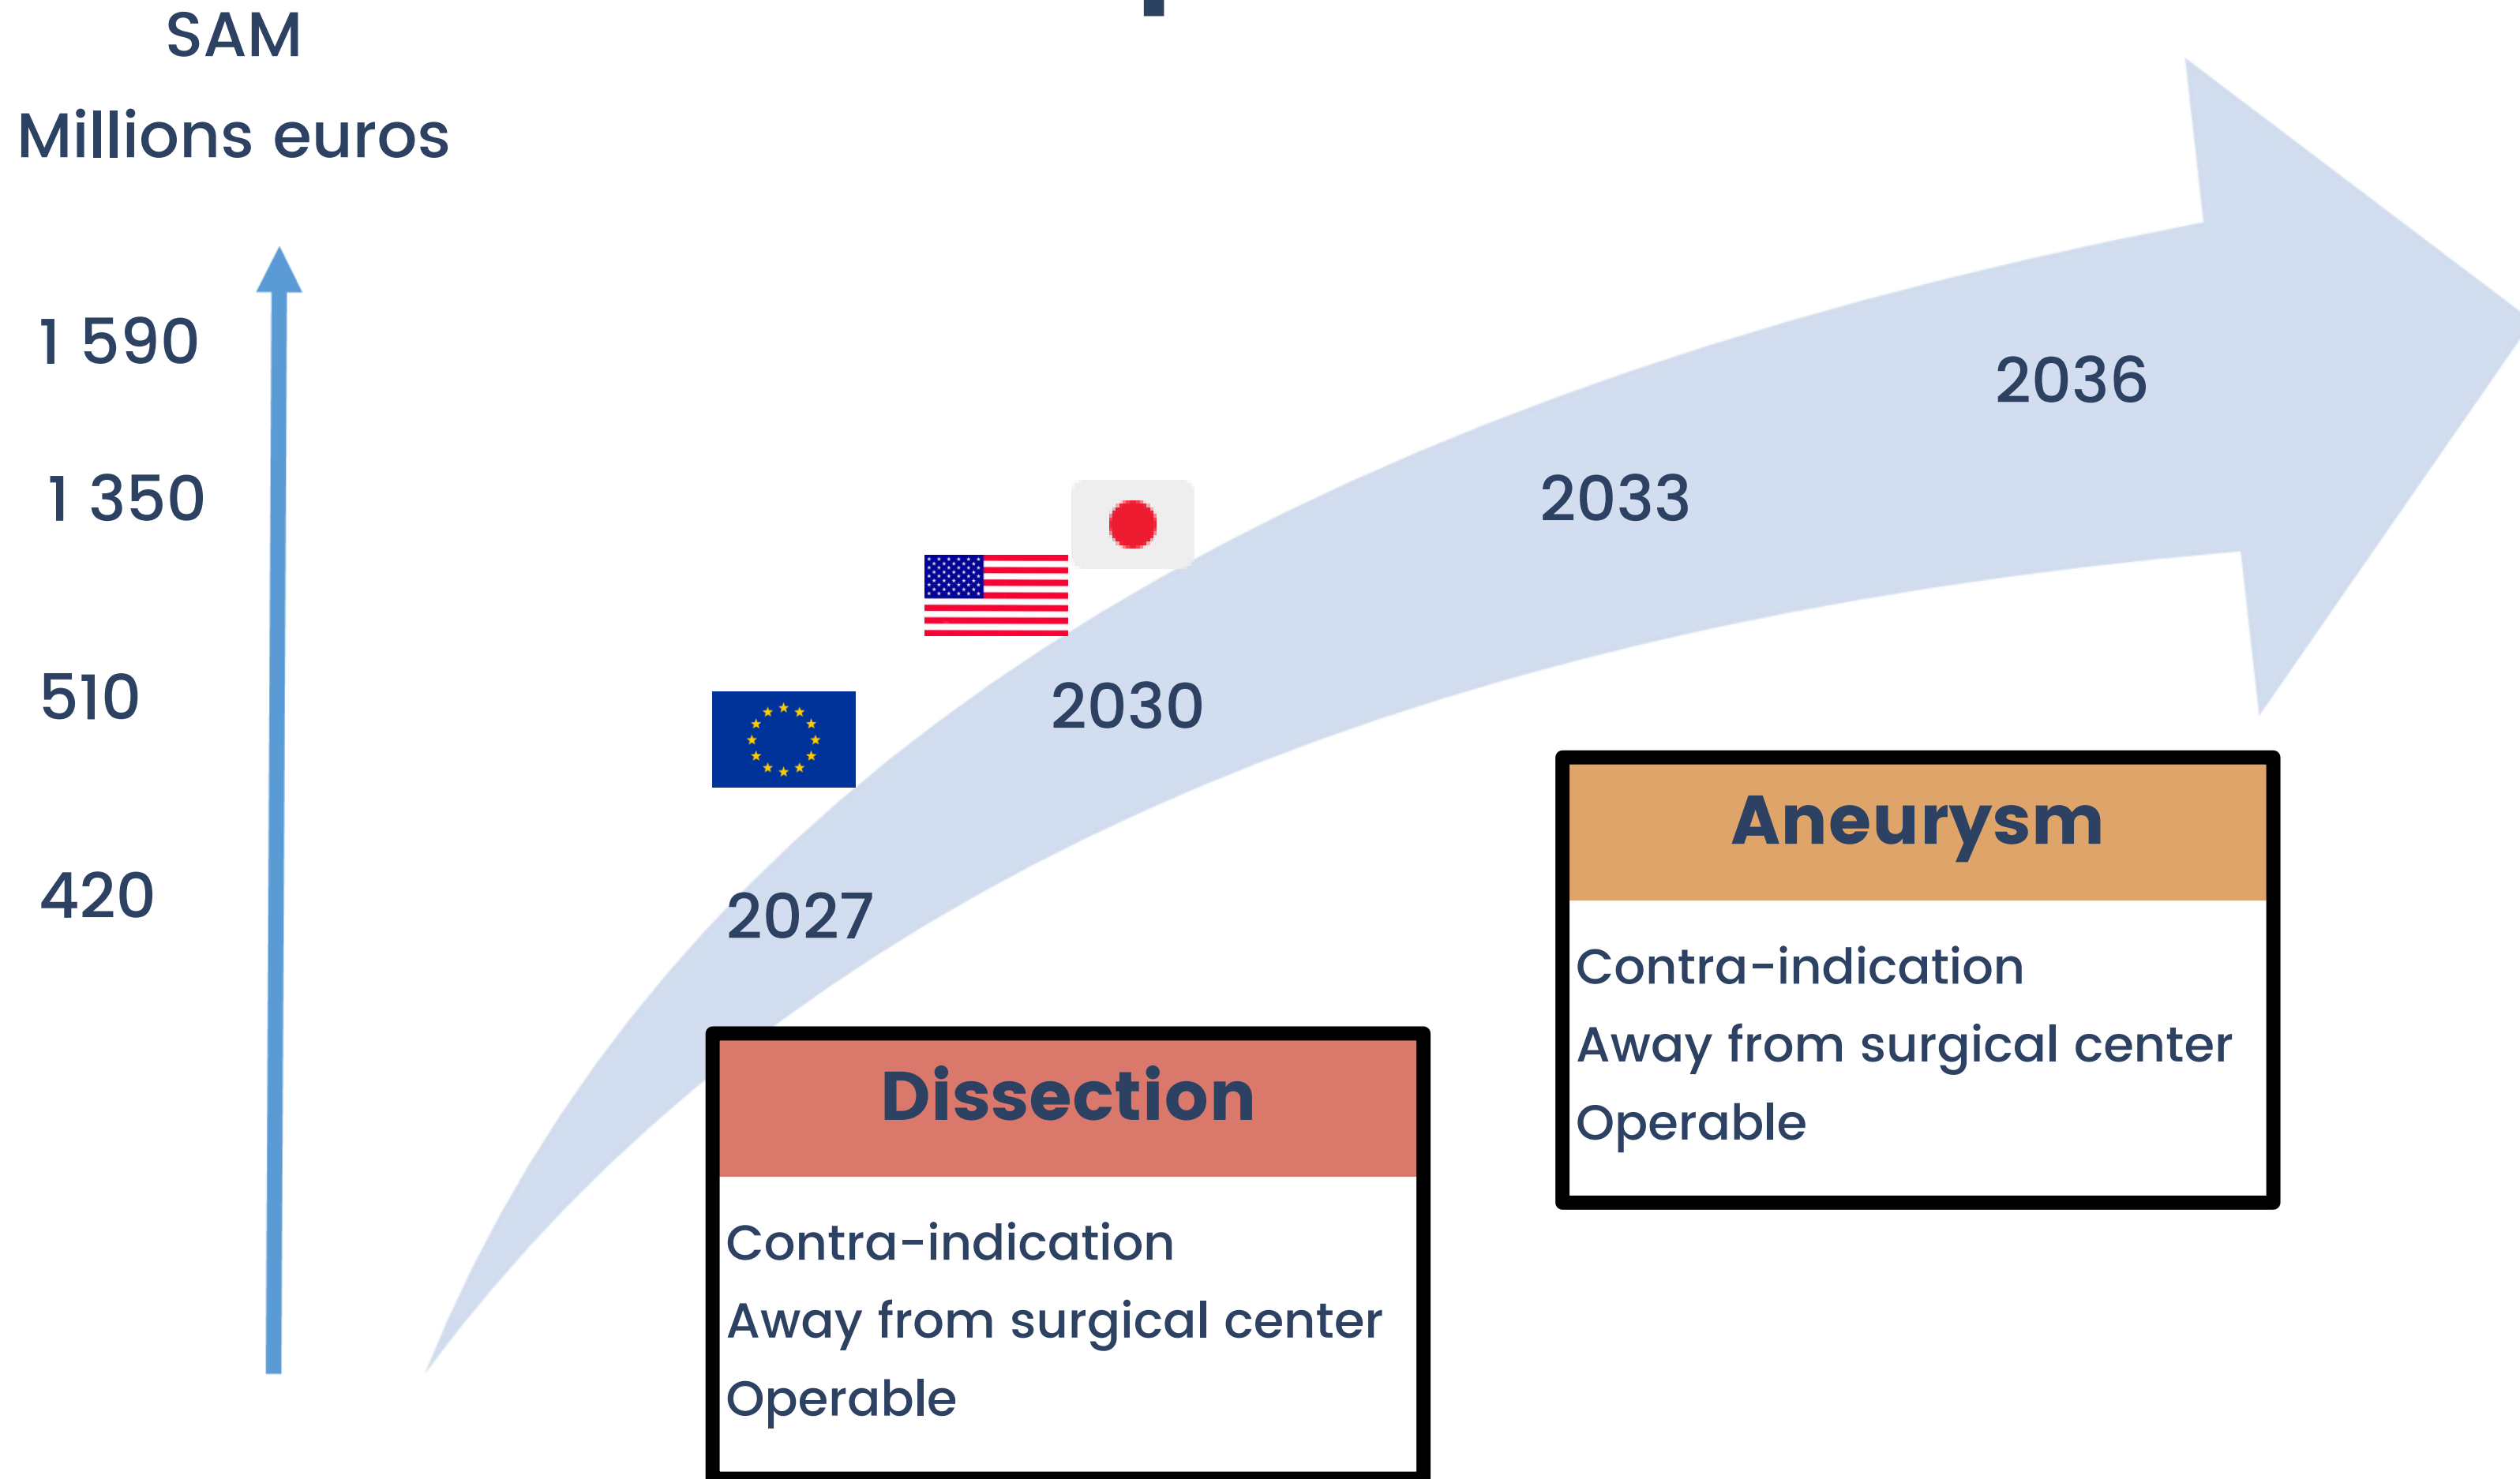 SAM
Millions euros
1 590
1 350
510
420
2027
2030
2033
2036
Dissection
Contra-indication
Away from surgical center
Operable
Aneurysm
Contra-indication
Away from surgical center
Operable